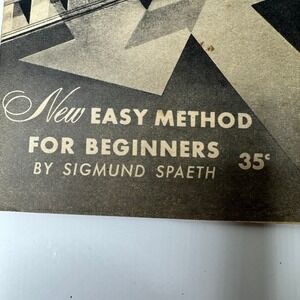 New EASY METHOD
FOR BEGINNERS
BY SIGMUND SPAETH 35¢